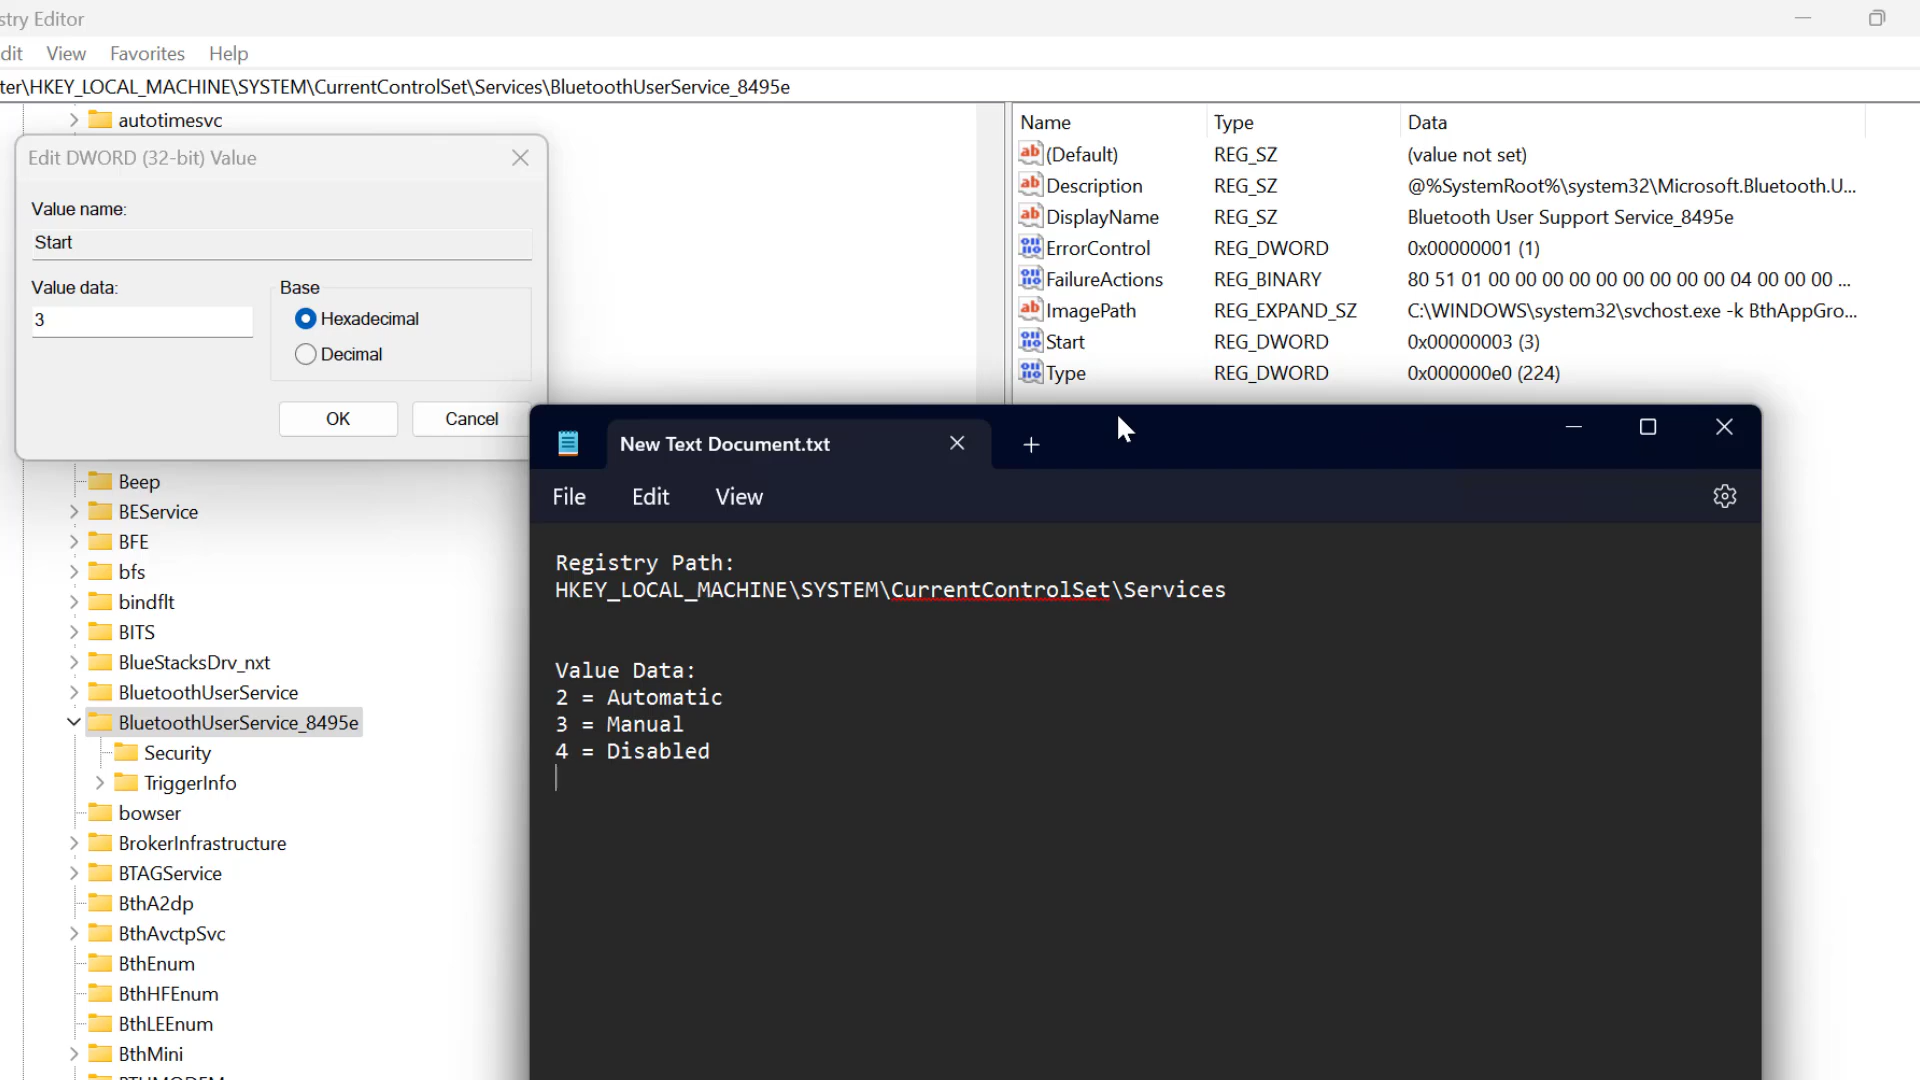 stry Editor
dit View Favorites Help
ter\HKEY_LOCAL_MACHINE\SYSTEM\CurrentControlSet\Services\BluetoothUserService_8495e
autotimesvc
Edit DWORD (32-bit) Value
Value name:
Start
Value data:
3
Base
Hexadecimal
Decimal
OK Cancel
Beep
BEService
BFE
bfs
bindflt
BITS
BlueStacksDrv_nxt
BluetoothUserService
BluetoothUserService_8495e
Security
TriggerInfo
bowser
BrokerInfrastructure
BTAGService
BthA2dp
BthAvctpSvc
BthEnum
BthHFEnum
BthLEEnum
BthMini
Name Type Data
(Default) REG_SZ (value not set)
Description REG_SZ @%SystemRoot%\system32\Microsoft.Bluetooth.U...
DisplayName REG_SZ Bluetooth User Support Service_8495e
ErrorControl REG_DWORD 0x00000001 (1)
FailureActions REG_BINARY 80 51 01 00 00 00 00 00 00 00 00 00 04 00 00 00 ...
ImagePath REG_EXPAND_SZ C:\WINDOWS\system32\svchost.exe -k BthAppGro...
Start REG_DWORD 0x00000003 (3)
Type REG_DWORD 0x000000e0 (224)
New Text Document.txt
File Edit View
Registry Path:
HKEY_LOCAL_MACHINE\SYSTEM\CurrentControlSet\Services
Value Data:
2 = Automatic
3 = Manual
4 = Disabled